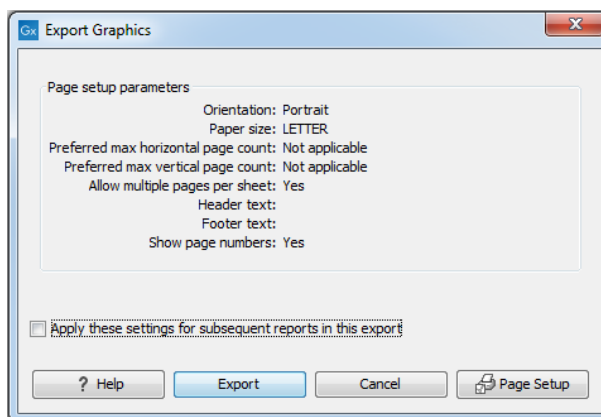 Gx Export Graphics
Page setup parameters
Orientation: Portrait
Paper size: LETTER
Preferred max horizontal page count: Not applicable
Preferred max vertical page count: Not applicable
Allow multiple pages per sheet: Yes
Header text:
Footer text:
Show page numbers: Yes
Apply these settings for subsequent reports in this export
? Help Export Cancel Page Setup